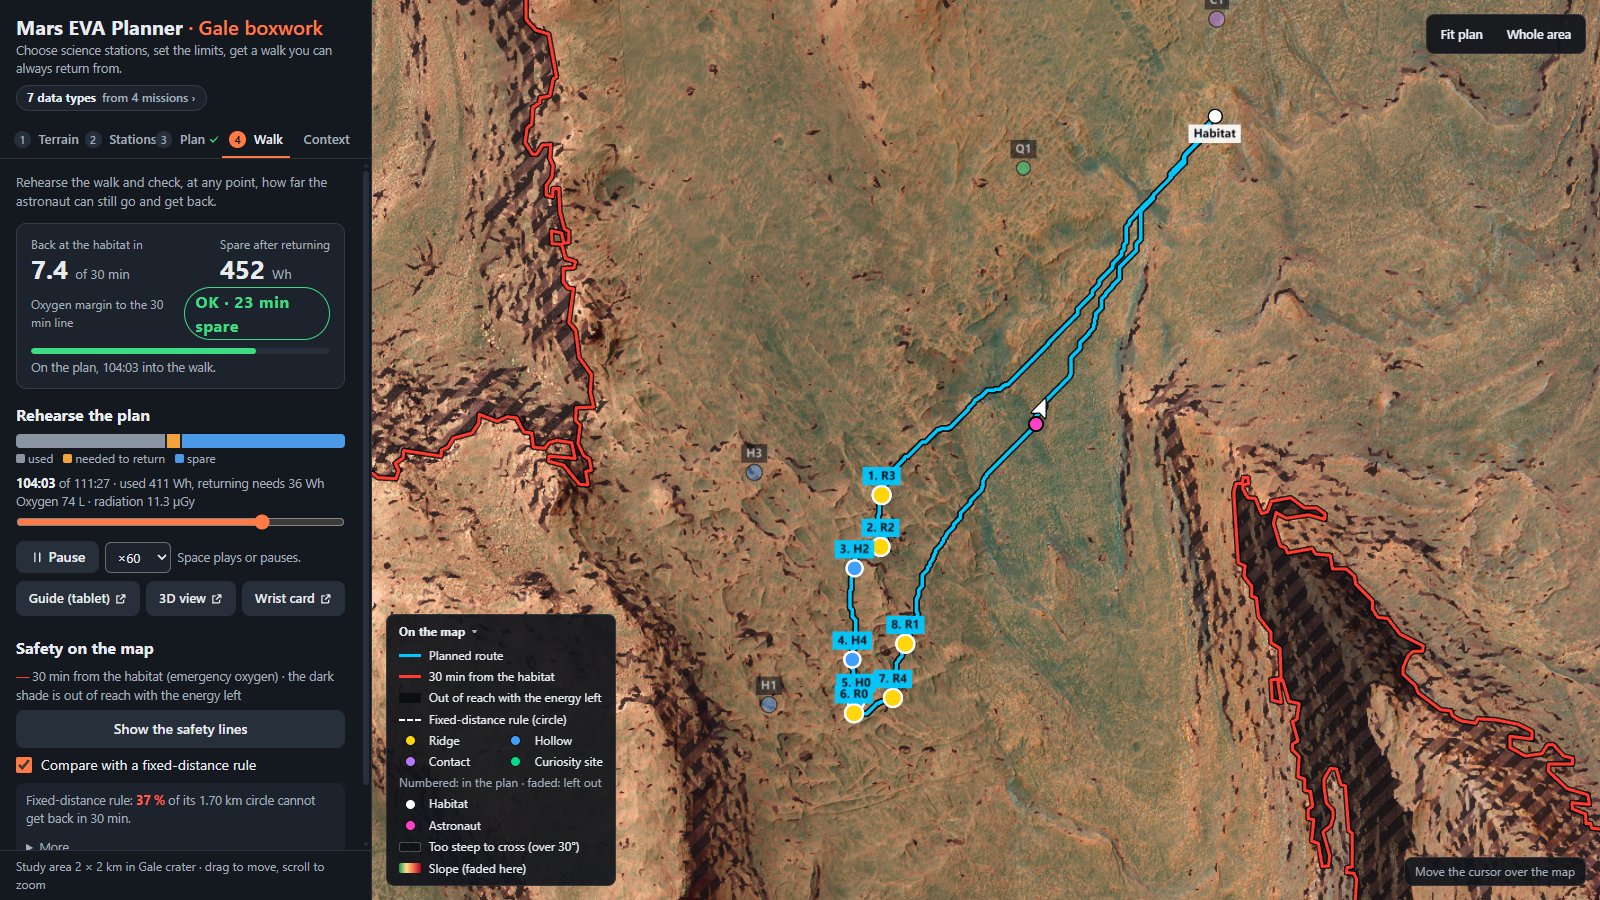 Mars EVA Planner · Gale boxwork
Choose science stations, set the limits, get a walk you can
always return from.
7 data types from 4 missions ›
1 Terrain 2 Stations 3 Plan ✓ 4 Walk Context
Rehearse the walk and check, at any point, how far the
astronaut can still go and get back.
Back at the habitat in
7.4 of 30 min
Spare after returning
452 Wh
Oxygen margin to the 30
min line
OK · 23 min
spare
On the plan, 104:03 into the walk.
Rehearse the plan
used needed to return spare
104:03 of 111:27 · used 411 Wh, returning needs 36 Wh
Oxygen 74 L · radiation 11.3 µGy
Pause ×60 Space plays or pauses.
Guide (tablet) 3D view Wrist card
Safety on the map
— 30 min from the habitat (emergency oxygen) · the dark
shade is out of reach with the energy left
Show the safety lines
Compare with a fixed-distance rule
Fixed-distance rule: 37 % of its 1.70 km circle cannot
get back in 30 min.
▶ More
Study area 2 × 2 km in Gale crater · drag to move, scroll to
zoom
C1
Fit plan Whole area
Habitat
Q1
H3
1. R3
2. R2
3. H2
8. R1
4. H4
5. H0
7. R4
6. R0
H1
On the map
Planned route
30 min from the habitat
Out of reach with the energy left
Fixed-distance rule (circle)
Ridge Hollow
Contact Curiosity site
Numbered: in the plan · faded: left out
Habitat
Astronaut
Too steep to cross (over 30°)
Slope (faded here)
Move the cursor over the map